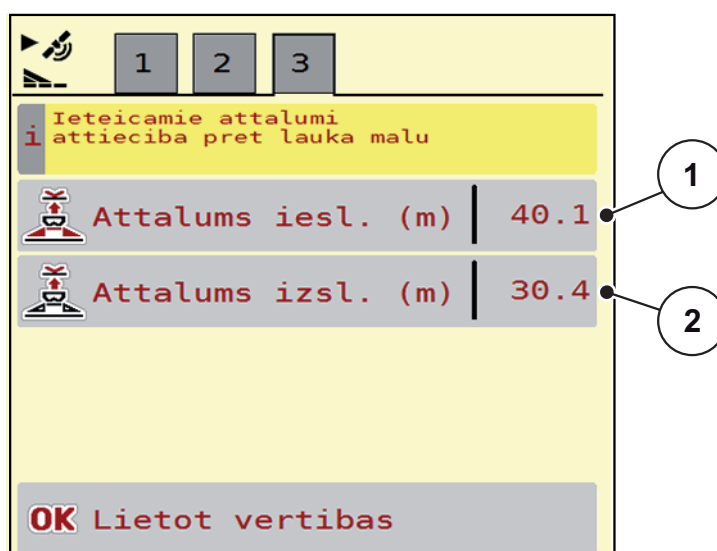 1 2 3
i Ieteicamie attalumi
attieciba pret lauka malu
Attalums iesl. (m) 40.1
1
Attalums izsl. (m) 30.4
2
OK Lietot vertibas